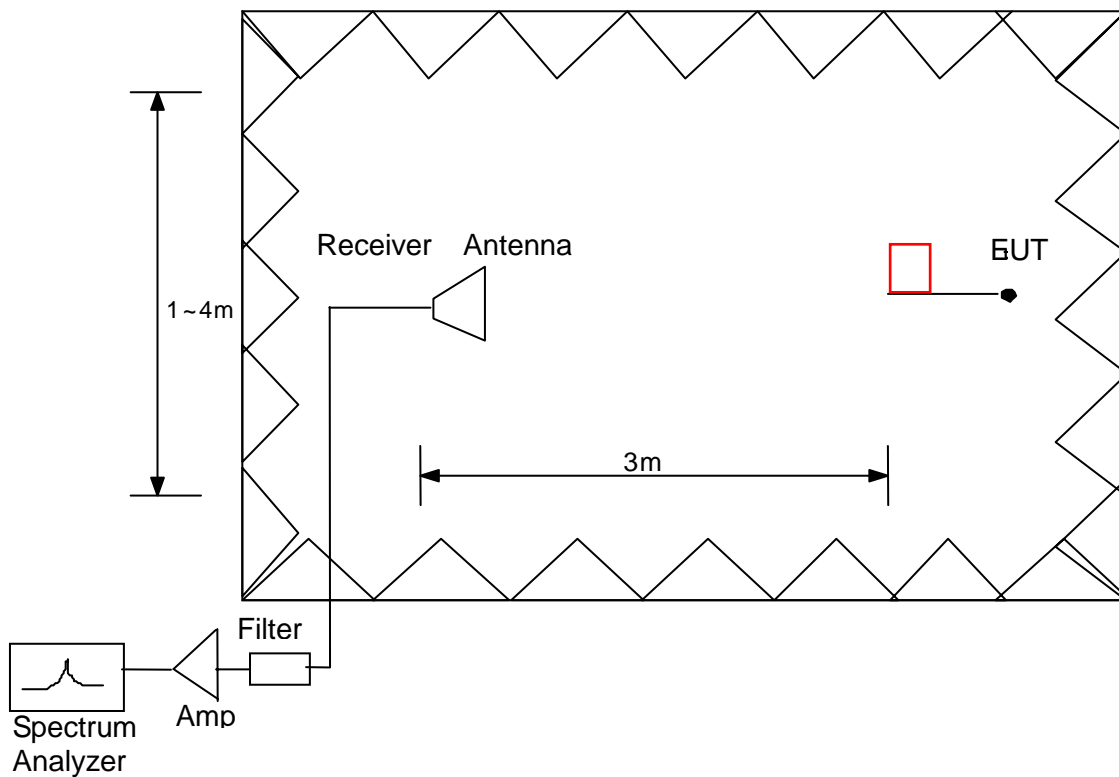 Receiver Antenna
EUT
1~4m
3m
Filter
Amp
Spectrum
Analyzer